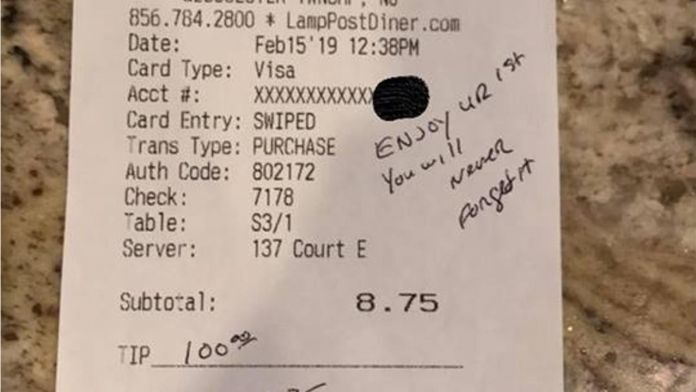 856.784.2800 * LampPostDiner.com
Date: Feb15'19 12:38PM
Card Type: Visa
Acct #: XXXXXXXXXXXX
Card Entry: SWIPED
Trans Type: PURCHASE
Auth Code: 802172
Check: 7178
Table: S3/1
Server: 137 Court E
ENJOY UR 1st
You will
Never
Forget it
Subtotal: 8.75
TIP 100.00